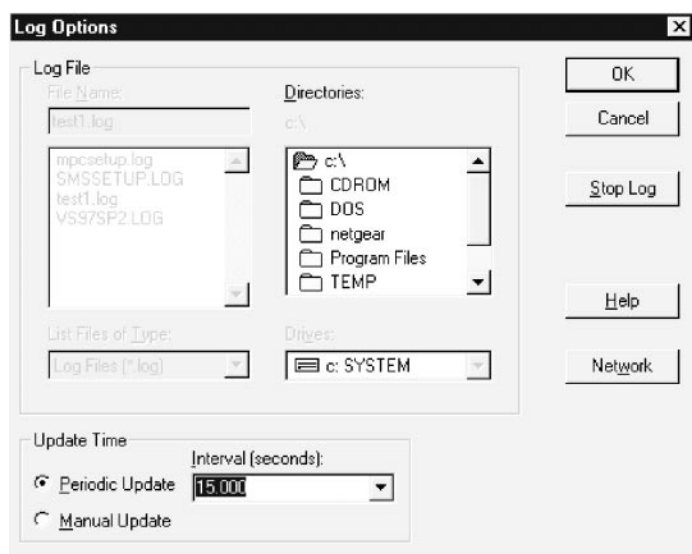 Log Options
Log File
File Name:
test1.log
mpcsetup.log
SMSSETUP.LOG
test1.log
VS97SP2.LOG
List Files of Type:
Log Files (*.log)
Directories:
c:\
c:\
CDROM
DOS
netgear
Program Files
TEMP
Drives:
c: SYSTEM
OK
Cancel
Stop Log
Help
Network
Update Time
Interval (seconds):
Periodic Update
15.000
Manual Update